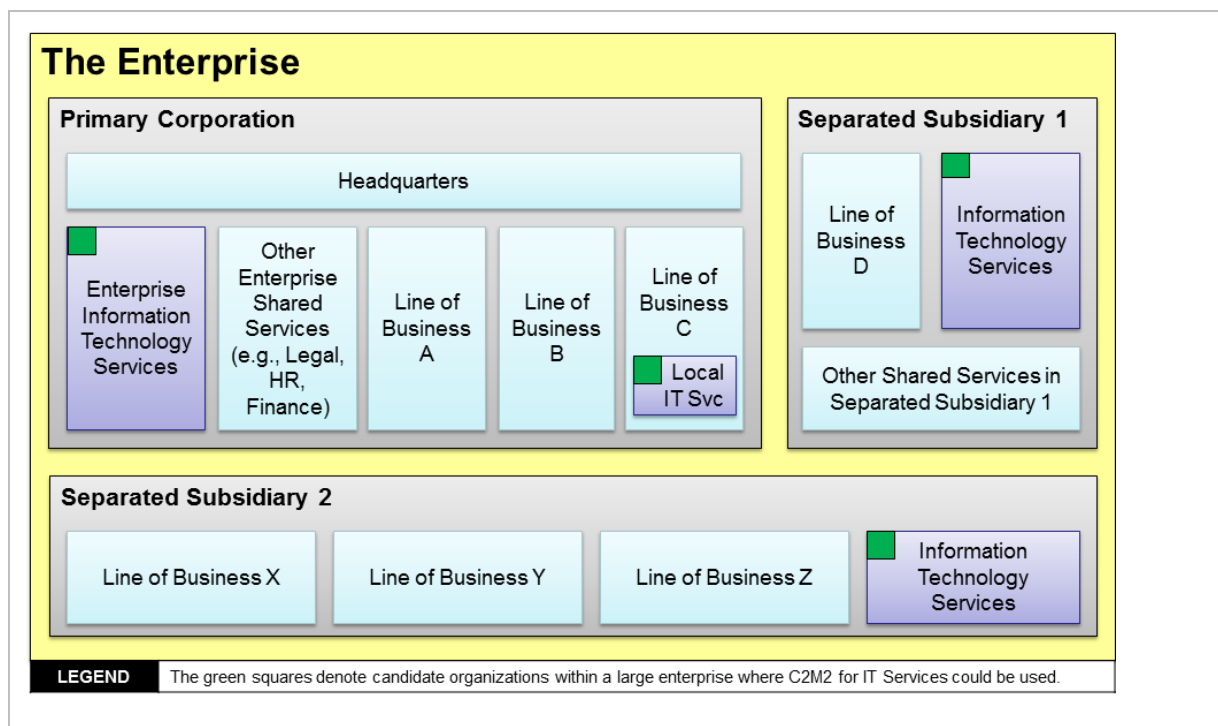 The Enterprise
Primary Corporation
Headquarters
Enterprise
Information
Technology
Services
Other
Enterprise
Shared
Services
(e.g., Legal,
HR,
Finance)
Line of
Business
A
Line of
Business
B
Line of
Business
C
Local
IT Svc
Separated Subsidiary 1
Line of
Business
D
Information
Technology
Services
Other Shared Services in
Separated Subsidiary 1
Separated Subsidiary 2
Line of Business X
Line of Business Y
Line of Business Z
Information
Technology
Services
LEGEND
The green squares denote candidate organizations within a large enterprise where C2M2 for IT Services could be used.